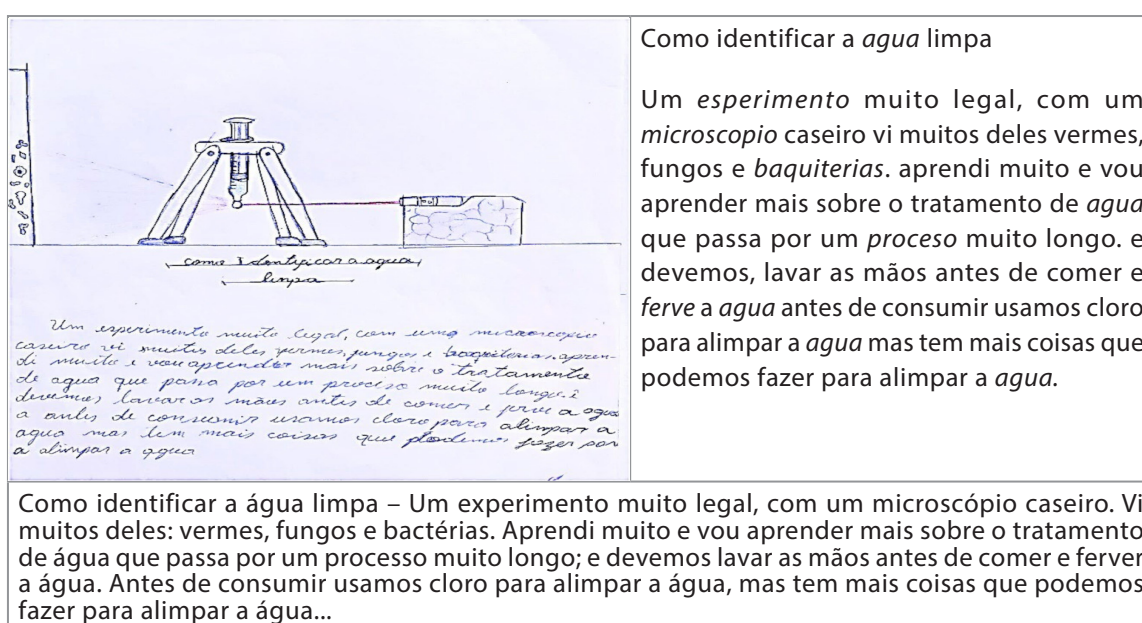 Como identificar a agua limpa
Um esperimento muito legal, com um
microscopio caseiro vi muitos deles vermes,
fungos e baquiterias. aprendi muito e vou
aprender mais sobre o tratamento de agua
que passa por um proceso muito longo. e
devemos, lavar as mãos antes de comer e
ferve a agua antes de consumir usamos cloro
para alimpar a agua mas tem mais coisas que
podemos fazer para alimpar a agua.
como identificar a agua
limpa
Um esperimento muito legal, com uma microscopio
caseiro vi muitos deles vermes, fungos e baquiterias. apren-
di muito e vou aprender mais sobre o tratamento
de agua que passa por um proceso muito longo. e
devemos, lavar as mãos antes de comer e ferve a agua
a antes de consumir usamos cloro para alimpar a
agua mas tem mais coisas que podemos fazer par
a alimpar a agua
Como identificar a água limpa – Um experimento muito legal, com um microscópio caseiro. Vi
muitos deles: vermes, fungos e bactérias. Aprendi muito e vou aprender mais sobre o tratamento
de água que passa por um processo muito longo; e devemos lavar as mãos antes de comer e ferver
a água. Antes de consumir usamos cloro para alimpar a água, mas tem mais coisas que podemos
fazer para alimpar a água...